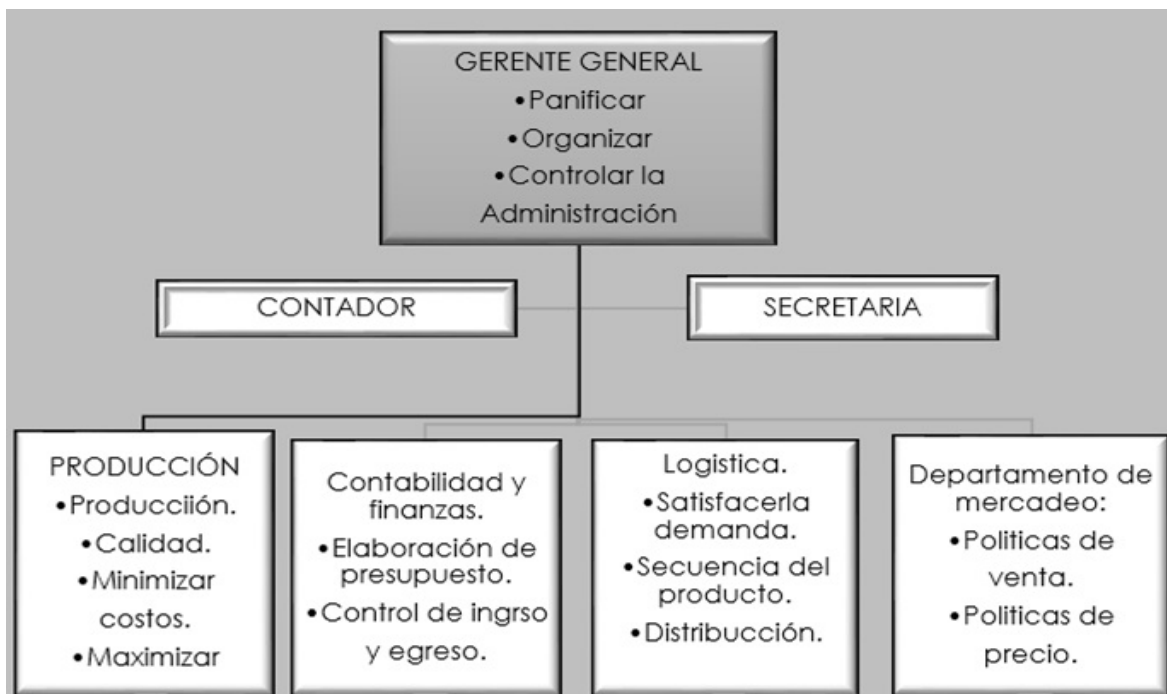 GERENTE GENERAL
•Panificar
•Organizar
•Controlar la
Administración
CONTADOR
SECRETARIA
PRODUCCIÓN
•Producciión.
•Calidad.
•Minimizar
costos.
•Maximizar
Contabilidad y
finanzas.
•Elaboración de
presupuesto.
•Control de ingrso
y egreso.
Logistica.
•Satisfacerla
demanda.
•Secuencia del
producto.
•Distribucción.
Departamento de
mercadeo:
•Politicas de
venta.
•Politicas de
precio.